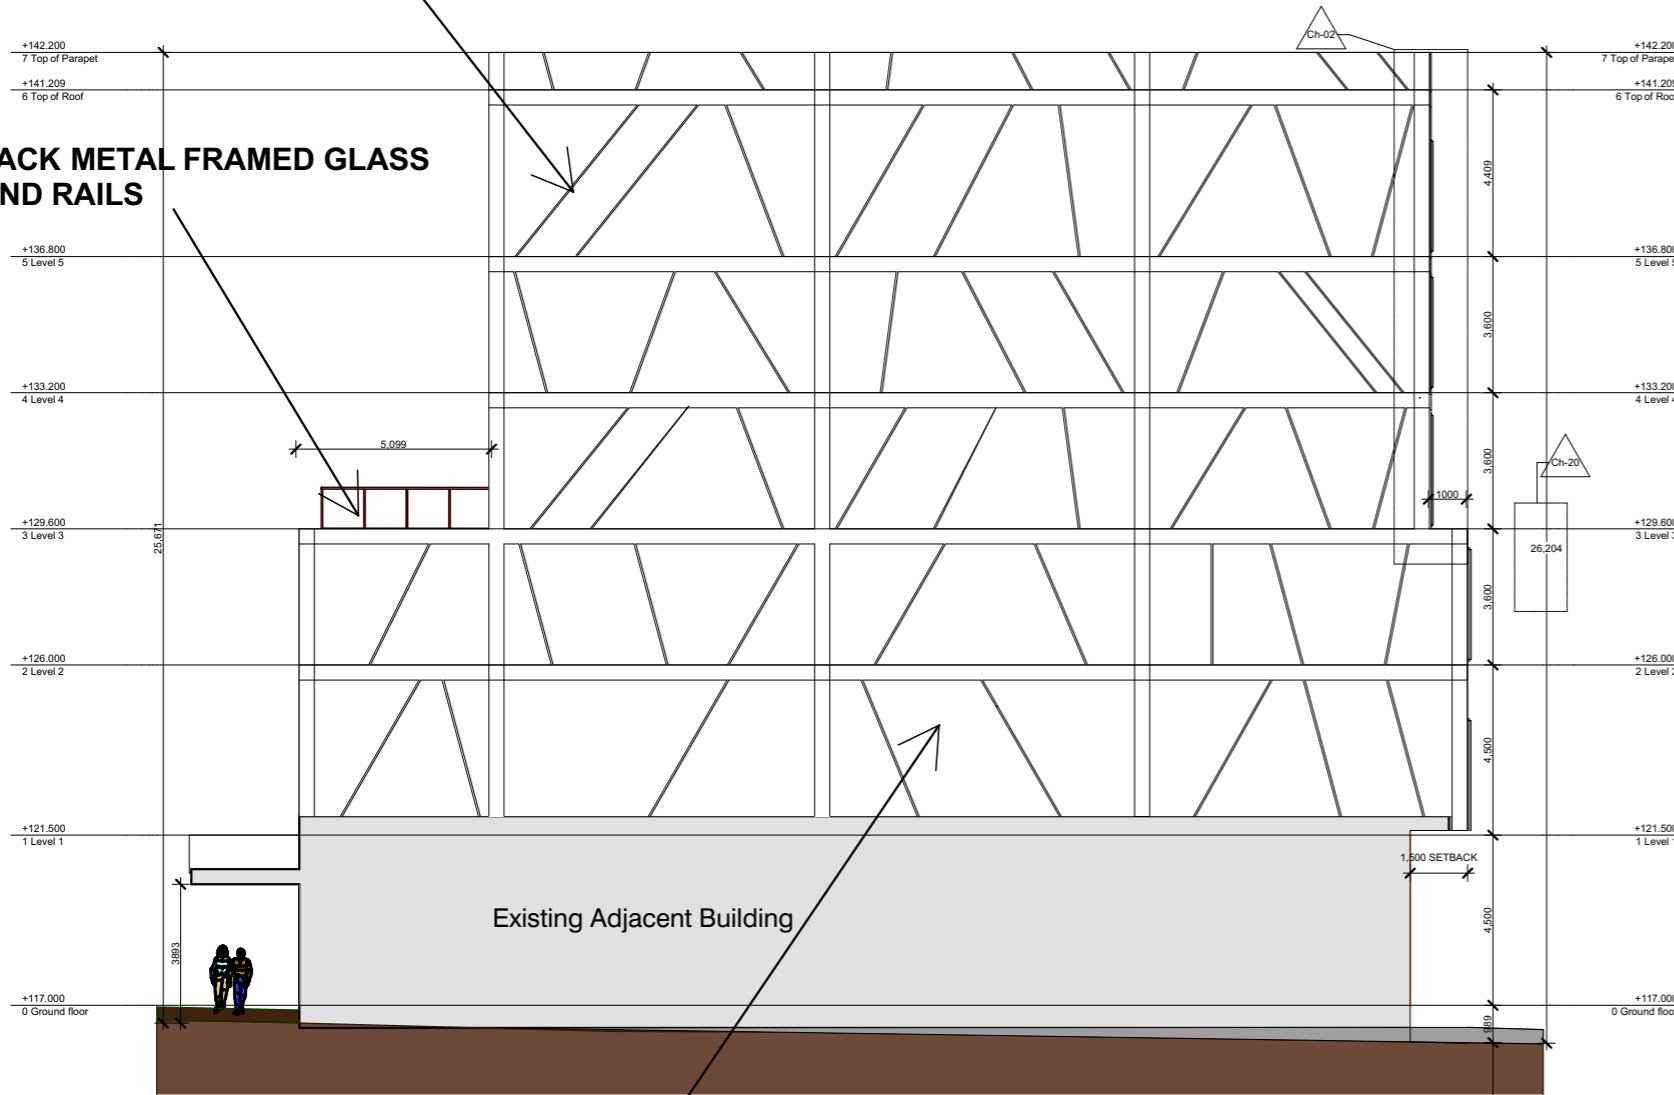 Ch-02
+142.200
7 Top of Parapet
+142.200
7 Top of Parape
+141.209
6 Top of Roof
+141.209
6 Top of Roo
ACK METAL FRAMED GLASS
ND RAILS
4,409
+136.800
5 Level 5
+136.800
5 Level 5
3,600
+133.200
4 Level 4
+133.200
4 Level 4
5,099
3,600
Ch-20
1000
+129.600
3 Level 3
+129.600
3 Level 3
25,671
26,204
3,600
+126.000
2 Level 2
+126.000
2 Level 2
4,500
+121.500
1 Level 1
+121.500
1 Level 1
1,500 SETBACK
Existing Adjacent Building
4,500
3893
+117.000
0 Ground floor
+117.000
0 Ground floo
989